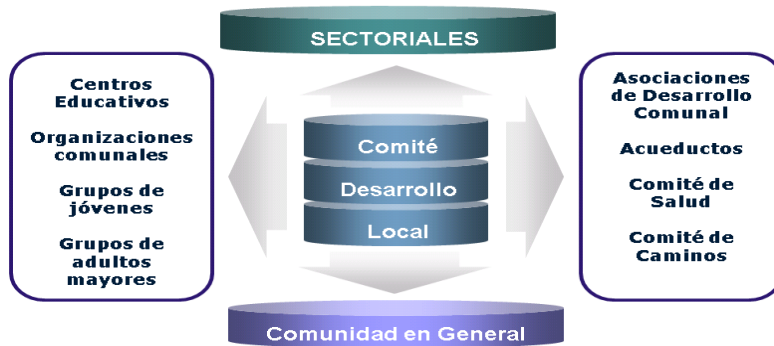 SECTORIALES
Centros
Educativos
Organizaciones
comunales
Grupos de
jóvenes
Grupos de
adultos
mayores
Comité
Desarrollo
Local
Asociaciones
de Desarrollo
Comunal
Acueductos
Comité de
Salud
Comité de
Caminos
Comunidad en General